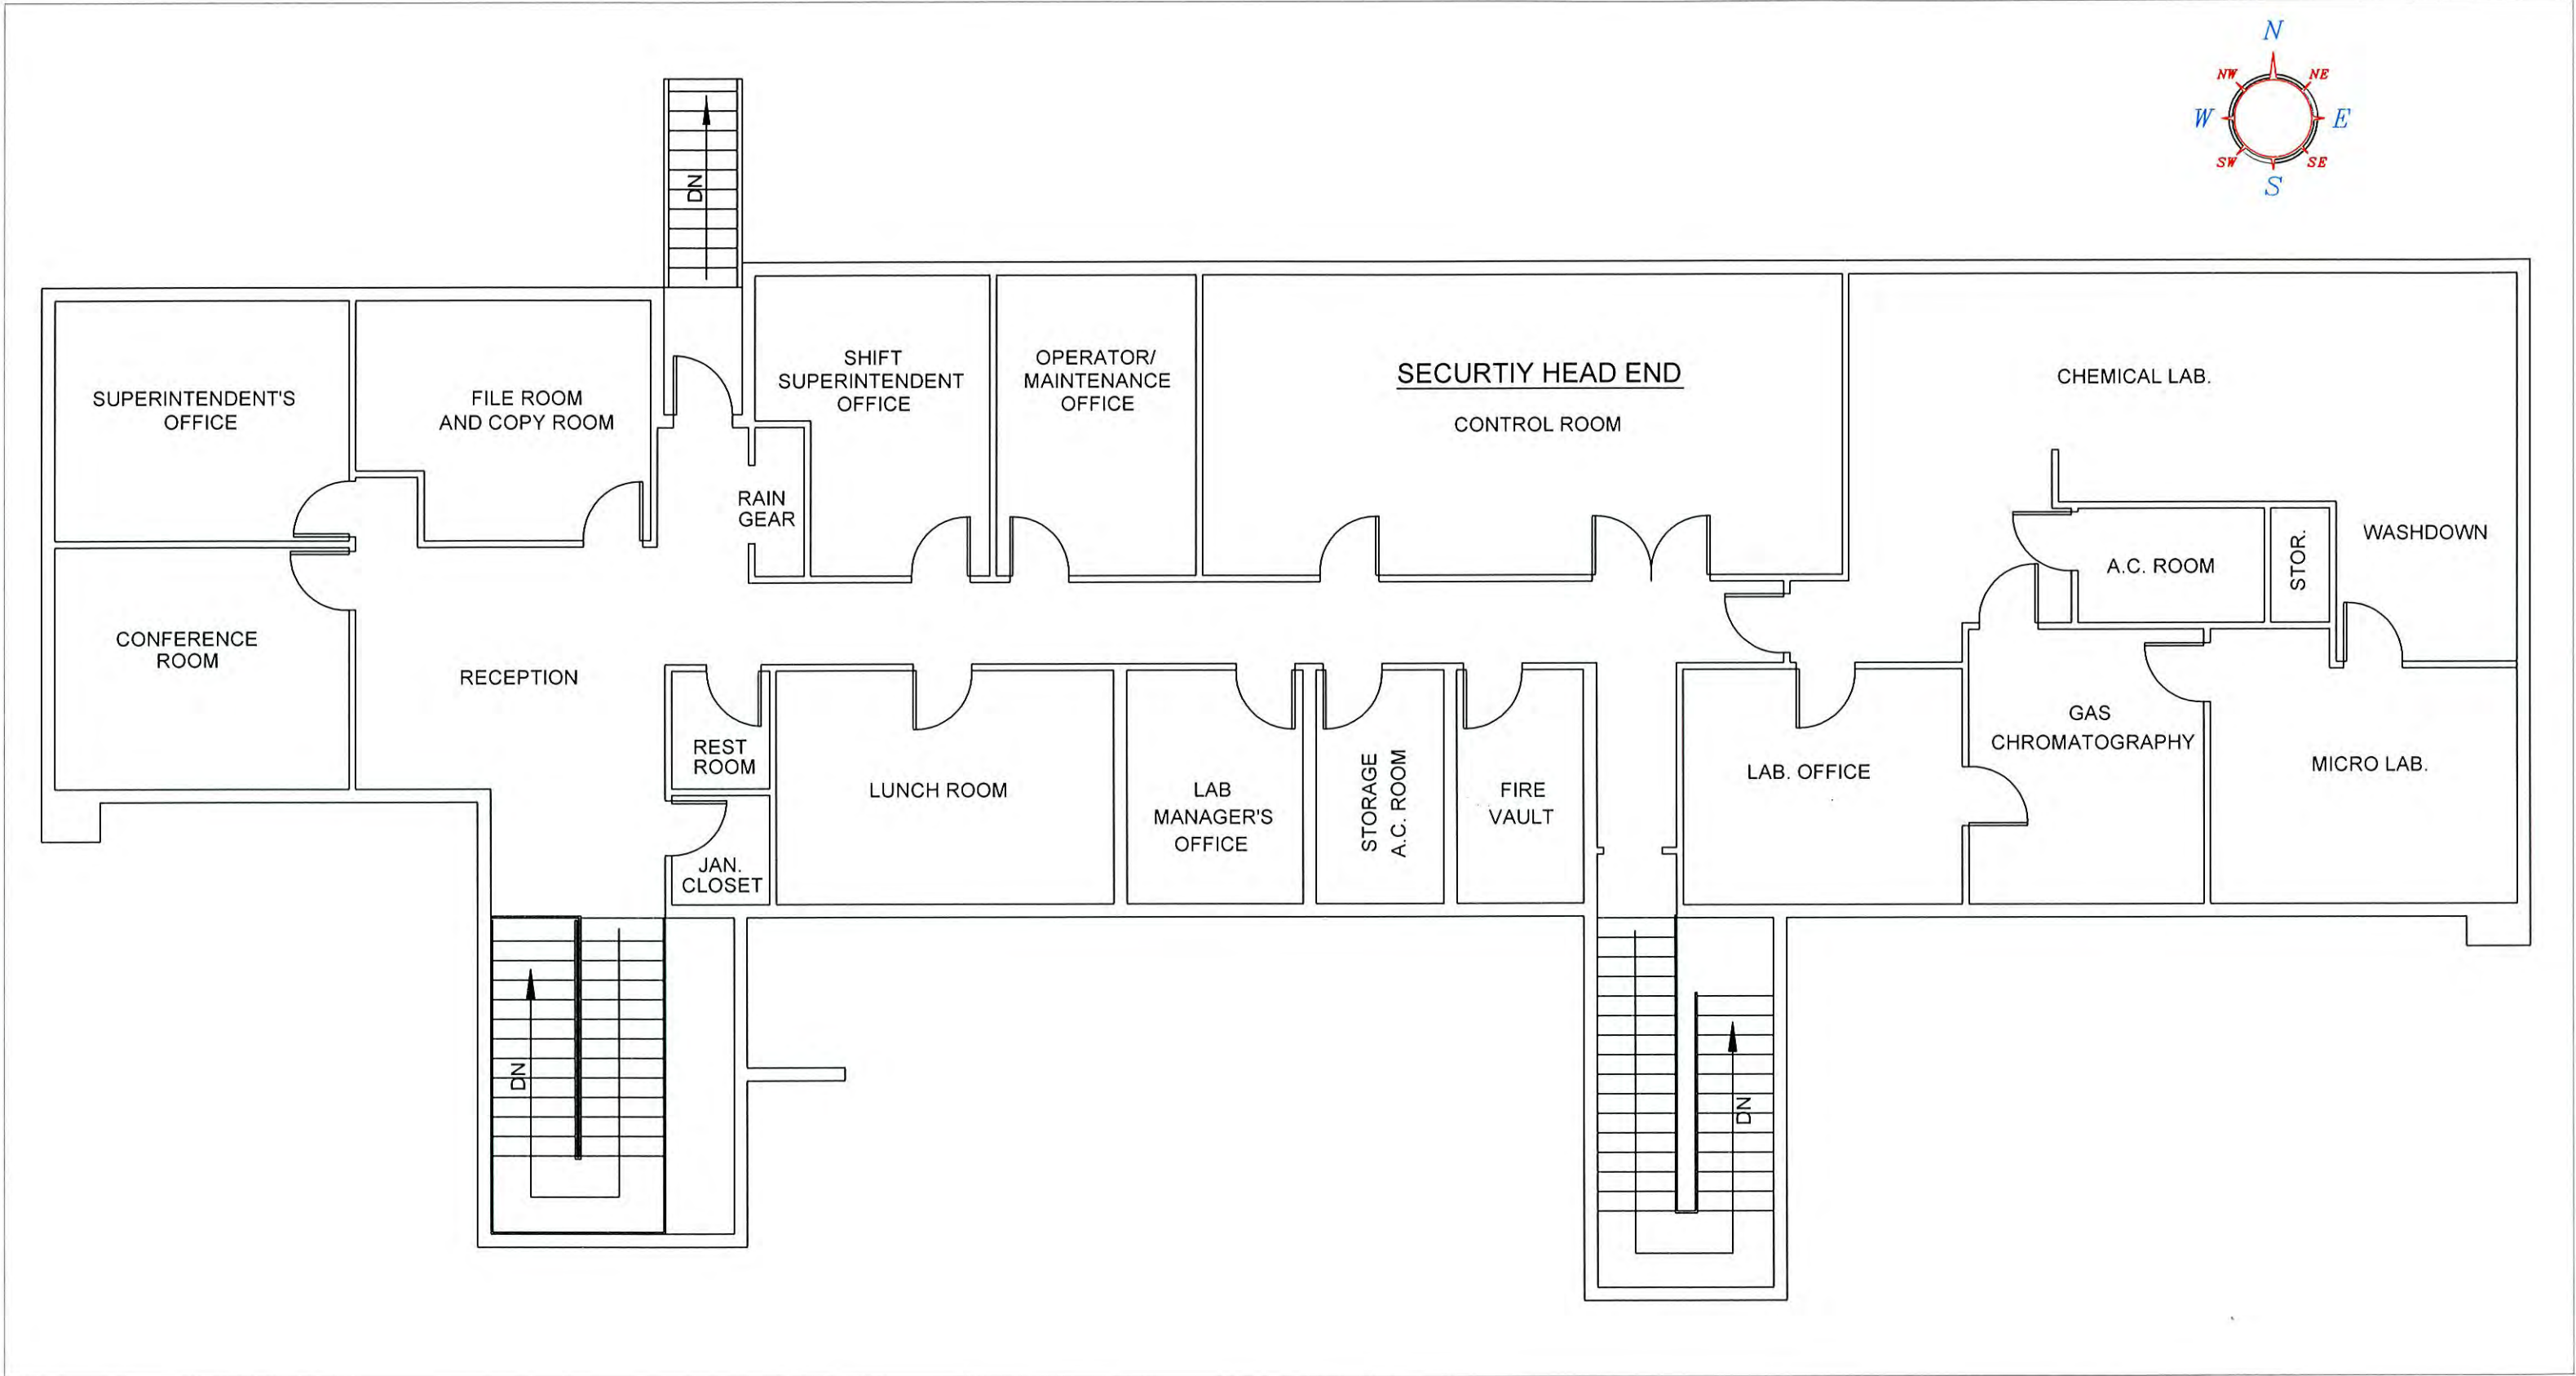 N
NW
NE
W
E
SW
SE
S
DN
SUPERINTENDENT'S
OFFICE
FILE ROOM
AND COPY ROOM
SHIFT
SUPERINTENDENT
OFFICE
OPERATOR/
MAINTENANCE
OFFICE
SECURTIY HEAD END
CONTROL ROOM
CHEMICAL LAB.
RAIN
GEAR
WASHDOWN
A.C. ROOM
STOR.
CONFERENCE
ROOM
RECEPTION
REST
ROOM
JAN.
CLOSET
LUNCH ROOM
LAB
MANAGER'S
OFFICE
STORAGE
A.C. ROOM
FIRE
VAULT
LAB. OFFICE
GAS
CHROMATOGRAPHY
MICRO LAB.
DN
DN